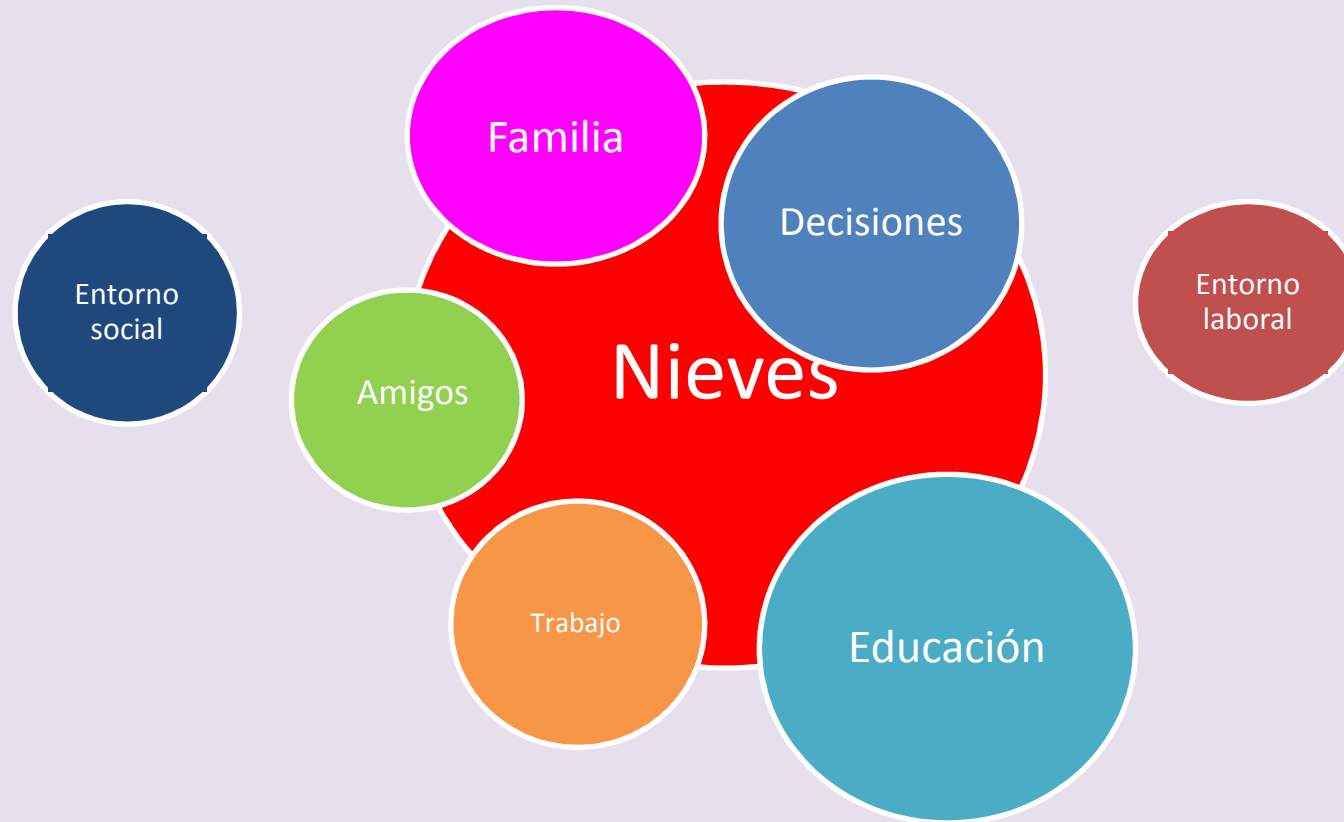 Familia
Decisiones
Entorno
social
Entorno
laboral
Nieves
Amigos
Trabajo
Educación